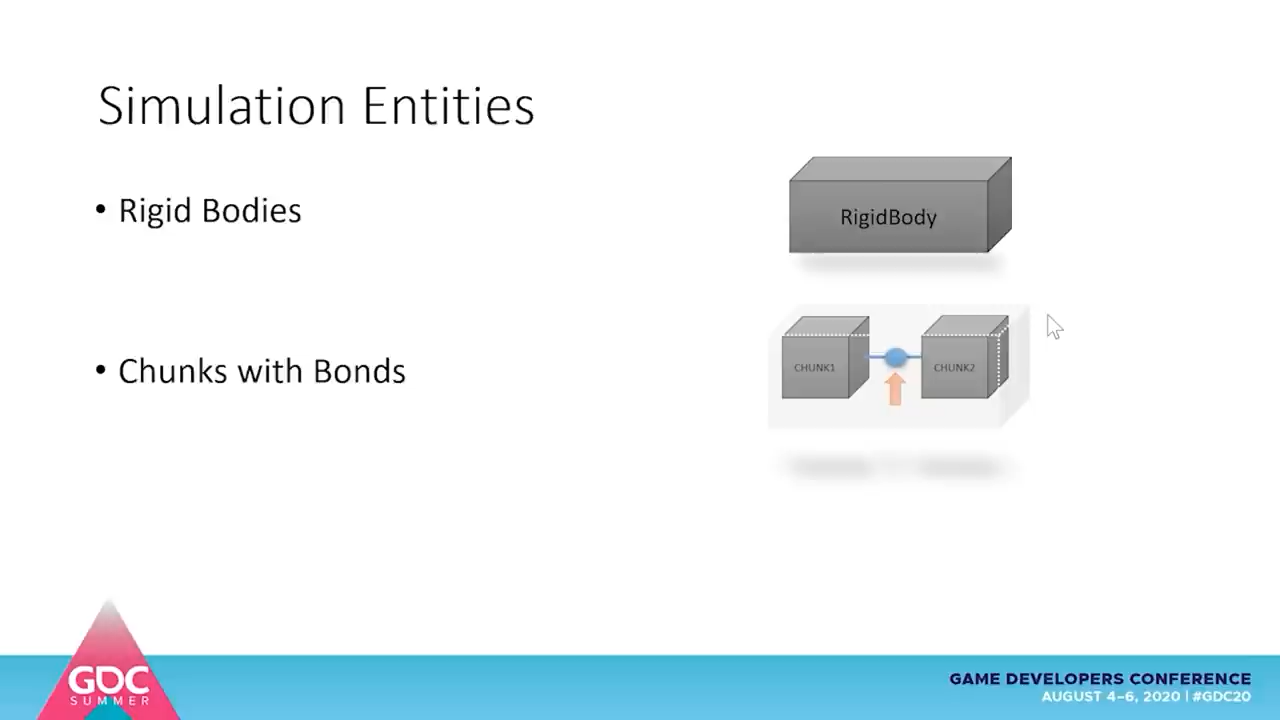 Simulation Entities
• Rigid Bodies
RigidBody
• Chunks with Bonds
CHUNK1
CHUNK2
GDC
SUMMER
GAME DEVELOPERS CONFERENCE
AUGUST 4–6, 2020 | #GDC20